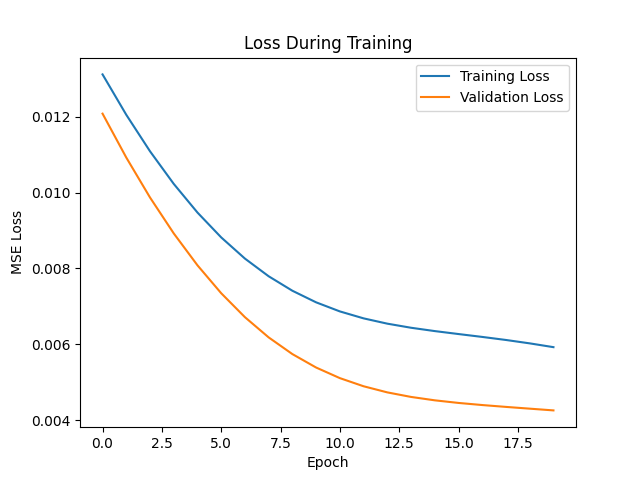 Loss During Training
Training Loss
Validation Loss
0.012
0.010
0.008
0.006
0.004
MSE Loss
0.0 2.5 5.0 7.5 10.0 12.5 15.0 17.5
Epoch